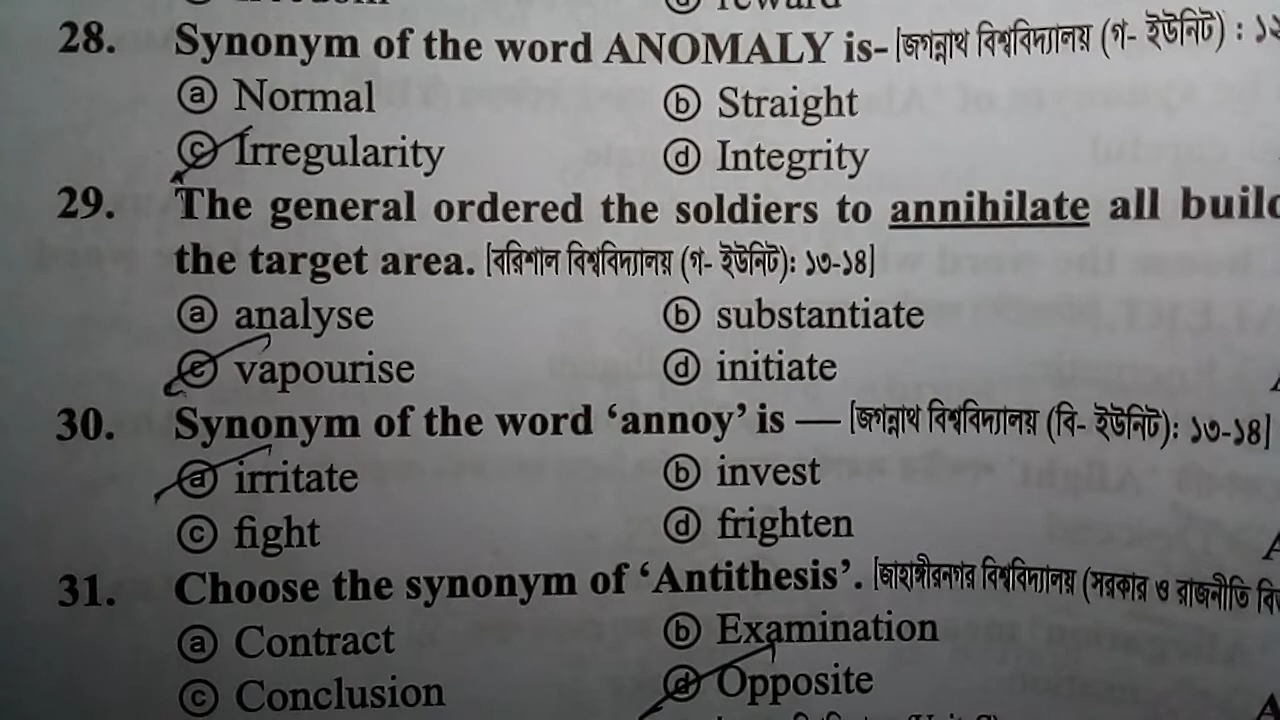 28. Synonym of the word ANOMALY is- [জগন্নাথ বিশ্ববিদ্যালয় (গ- ইউনিট) :
ⓐ Normal ⓑ Straight
ⓒ Irregularity ⓓ Integrity
29. The general ordered the soldiers to annihilate all
the target area. [বরিশাল বিশ্ববিদ্যালয় (গ- ইউনিট): ১৩-১৪]
ⓐ analyse ⓑ substantiate
ⓒ vapourise ⓓ initiate
30. Synonym of the word ‘annoy’ is — [জগন্নাথ বিশ্ববিদ্যালয় (বি- ইউনিট): ১৩-১৪]
ⓐ irritate ⓑ invest
ⓒ fight ⓓ frighten
31. Choose the synonym of ‘Antithesis’. [জাহাঙ্গীরনগর বিশ্ববিদ্যালয় (সরকার ও রাজনীতি
ⓐ Contract ⓑ Examination
ⓒ Conclusion ⓓ Opposite